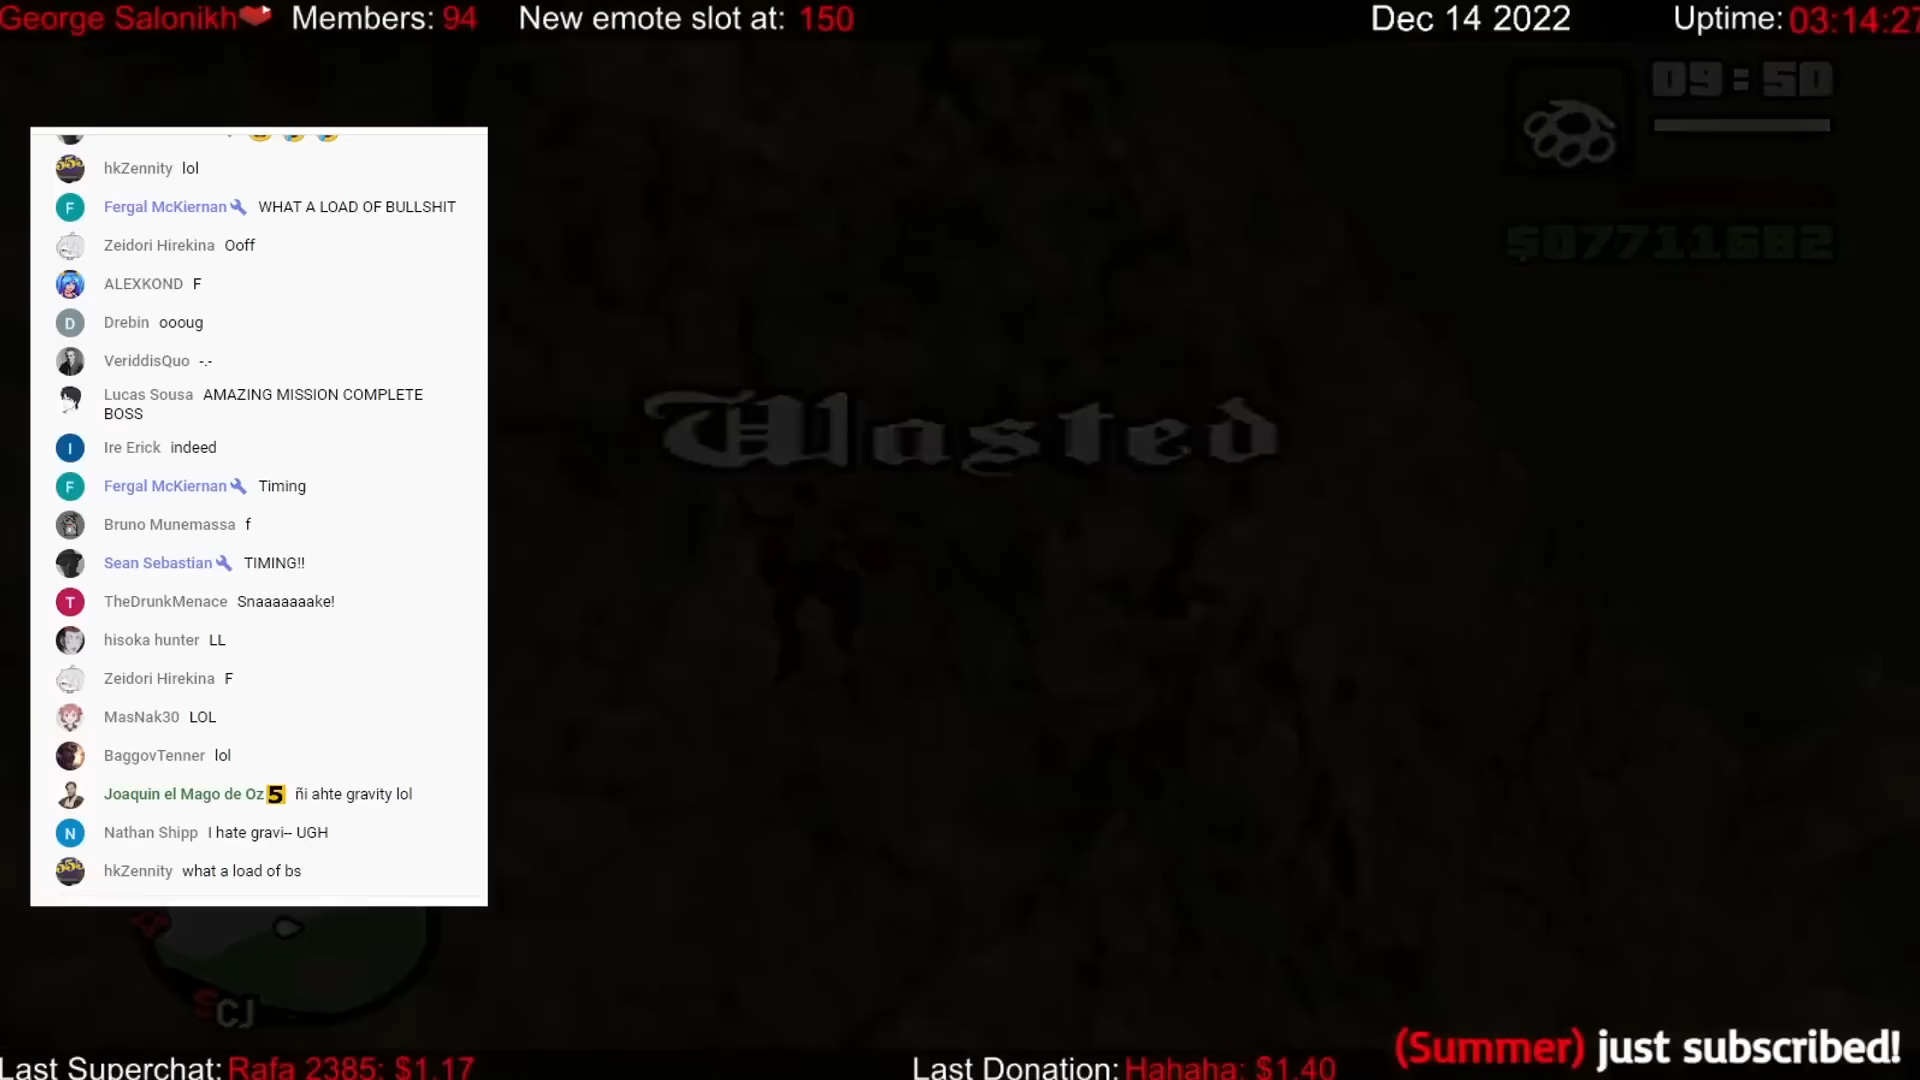 George Salonikh Members: 94 New emote slot at: 150 Dec 14 2022 Uptime: 03:14:27
09:50
$07711682
hkZennity lol
Fergal McKiernan WHAT A LOAD OF BULLSHIT
Zeidori Hirekina Ooff
ALEXKOND F
Drebin oooug
VeriddisQuo -.-
Lucas Sousa AMAZING MISSION COMPLETE
BOSS
Ire Erick indeed
Fergal McKiernan Timing
Bruno Munemassa f
Sean Sebastian TIMING!!
TheDrunkMenace Snaaaaaaake!
hisoka hunter LL
Zeidori Hirekina F
MasNak30 LOL
BaggovTenner lol
Joaquin el Mago de Oz 5 ñi ahte gravity lol
Nathan Shipp I hate gravi-- UGH
hkZennity what a load of bs
Wasted
S CJ
(Summer) just subscribed!
Last Superchat: Rafa 2385: $1.17 Last Donation: Hahaha: $1.40